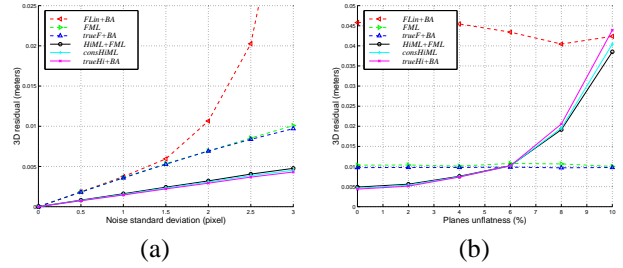 0.025
0.02
0.015
0.01
0.005
0
3D residual (meters)
FLin+BA
FML
trueF+BA
HiML+FML
consHiML
trueHi+BA
0 0.5 1 1.5 2 2.5 3
Noise standard deviation (pixel)
(a)
0.05
0.045
0.04
0.035
0.03
0.025
0.02
0.015
0.01
0.005
0
3D residual (meters)
FLin+BA
FML
trueF+BA
HiML+FML
consHiML
trueHi+BA
0 2 4 6 8 10
Planes unflatness (%)
(b)